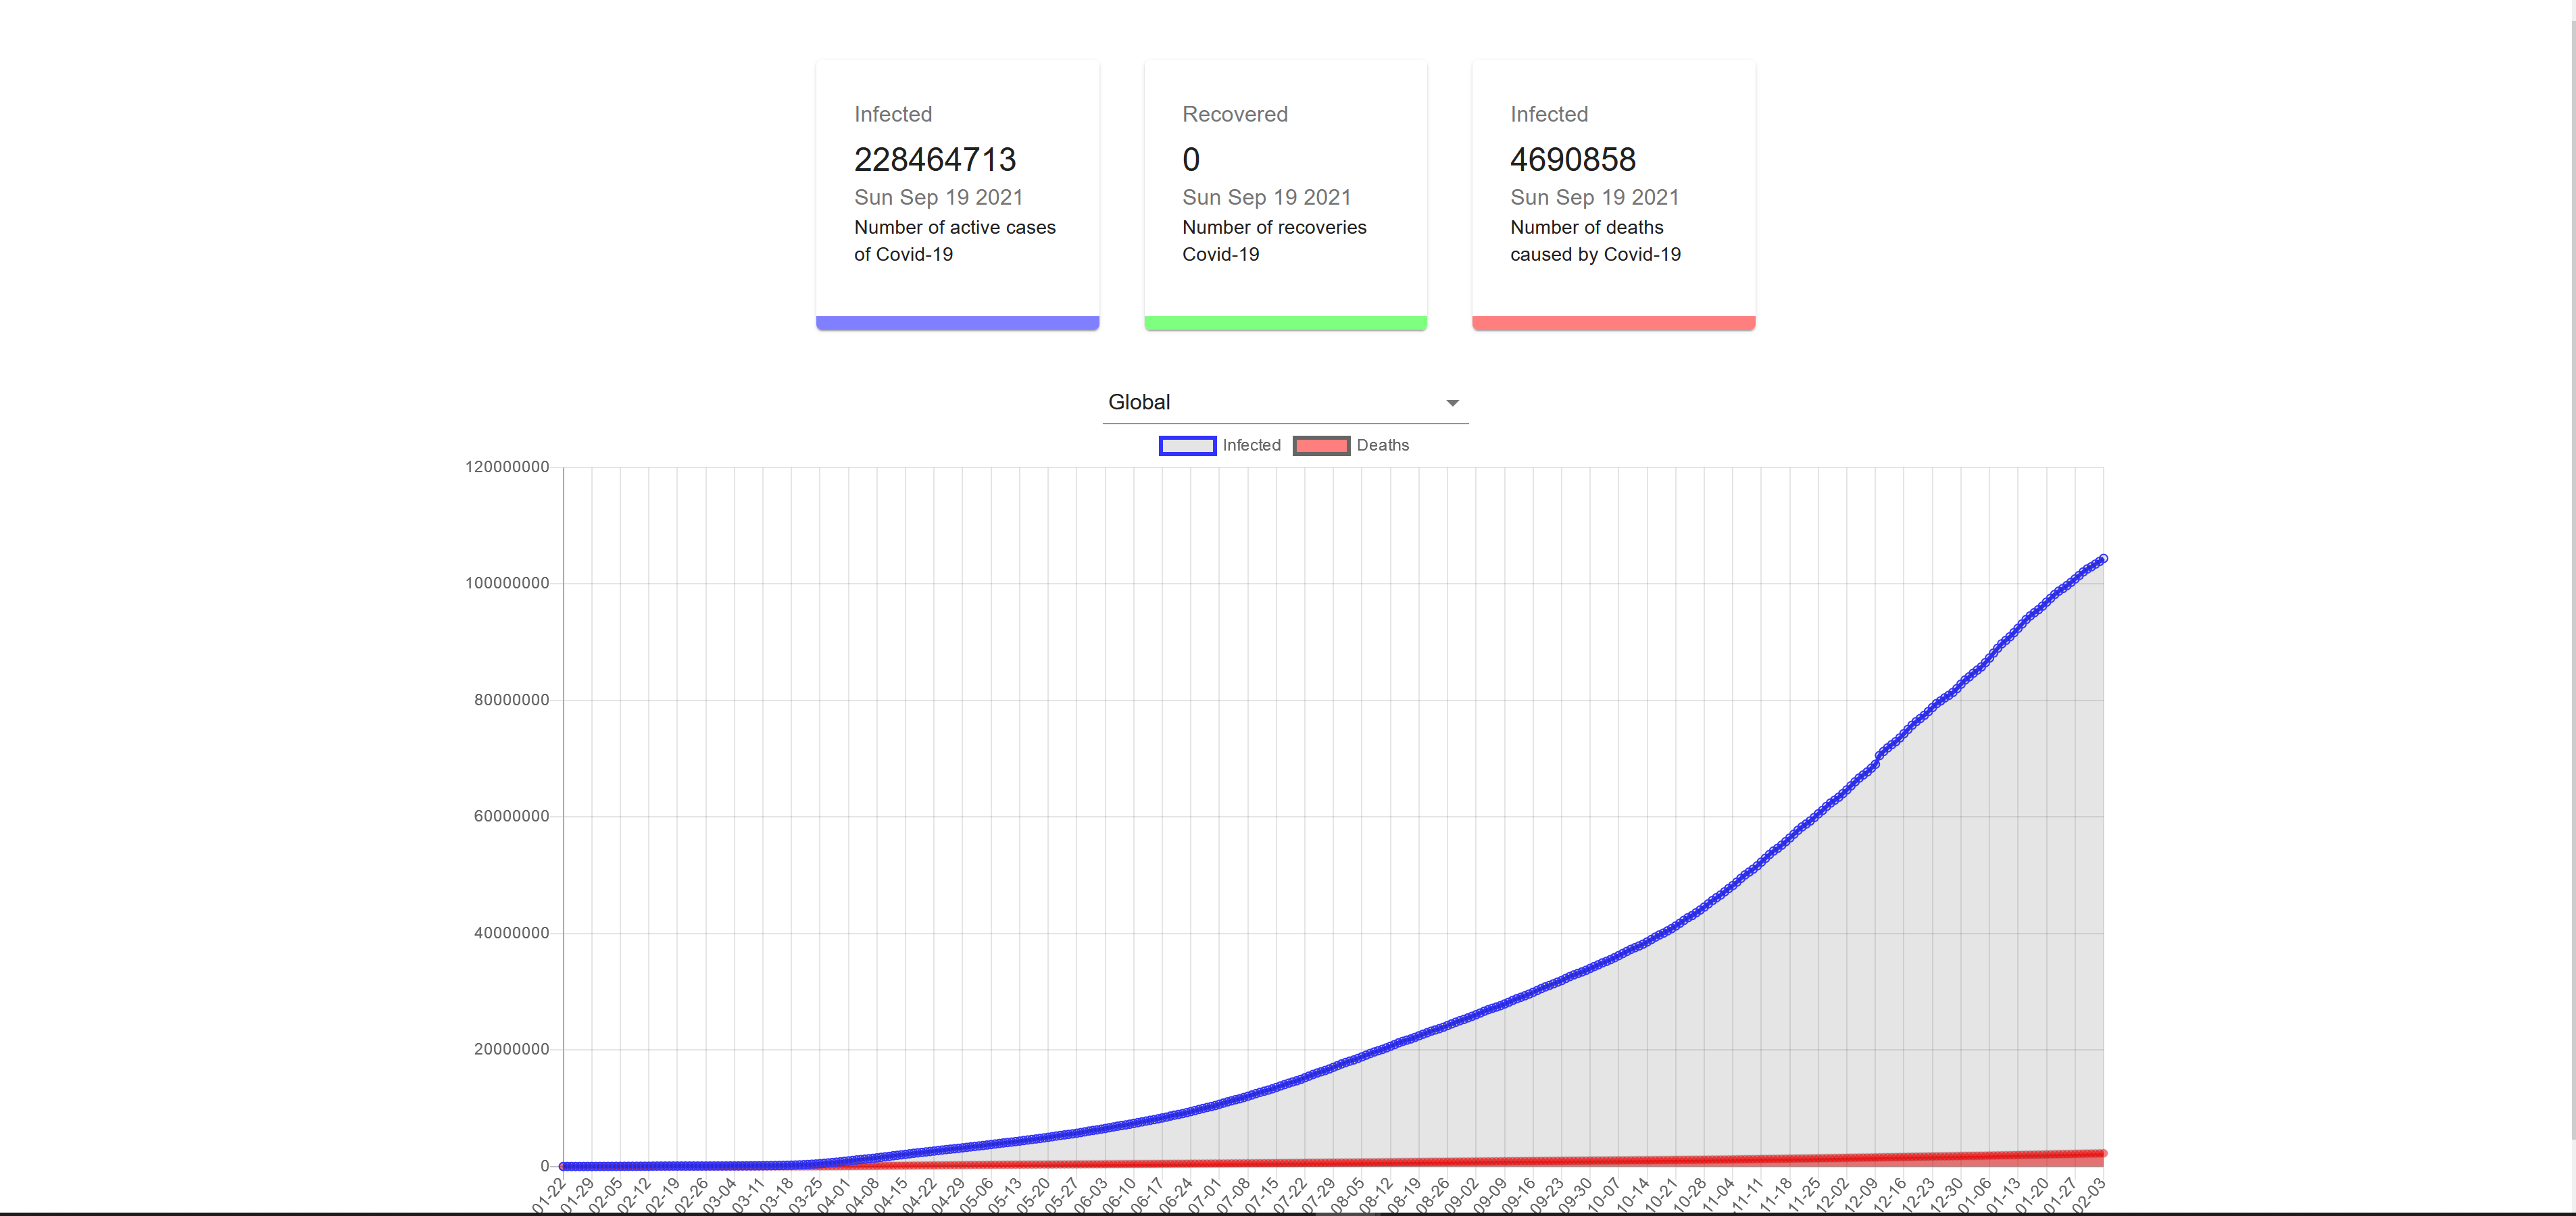 Infected
228464713
Sun Sep 19 2021
Number of active cases
of Covid-19
Recovered
0
Sun Sep 19 2021
Number of recoveries
Covid-19
Infected
4690858
Sun Sep 19 2021
Number of deaths
caused by Covid-19
Global
Infected Deaths
120000000
100000000
80000000
60000000
40000000
20000000
0
01-22 01-29 02-05 02-12 02-19 02-26 03-04 03-11 03-18 03-25 04-01 04-08 04-15 04-22 04-29 05-06 05-13 05-20 05-27 06-03 06-10 06-17 06-24 07-01 07-08 07-15 07-22 07-29 08-05 08-12 08-19 08-26 09-02 09-09 09-16 09-23 09-30 10-07 10-14 10-21 10-28 11-04 11-11 11-18 11-25 12-02 12-09 12-16 12-23 12-30 01-06 01-13 01-20 01-27 02-03